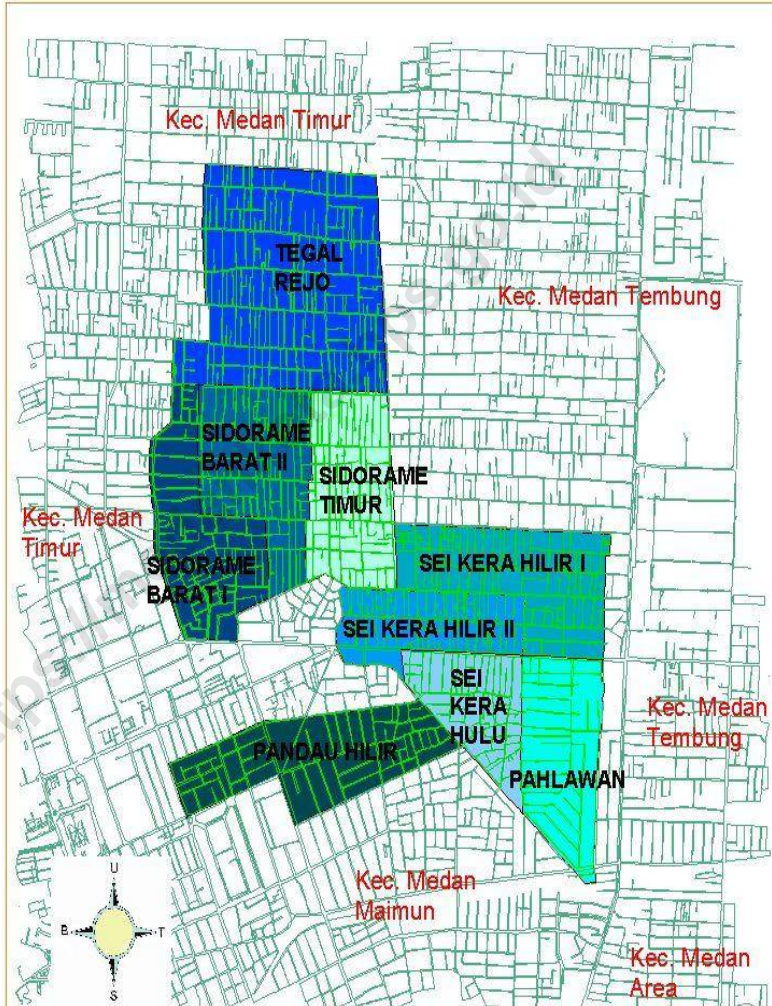 Kec. Medan Timur
TEGAL
REJO
Kec. Medan Tembung
SIDORAME
BARAT II
SIDORAME
TIMUR
Kec. Medan
Timur
SIDORAME
BARAT I
SEI KERA HILIR I
SEI KERA HILIR II
SEI
KERA
HULU
Kec. Medan
Tembung
PANDAU HILIR
PAHLAWAN
Kec. Medan
Maimun
Kec. Medan
Area
U
B
T
S